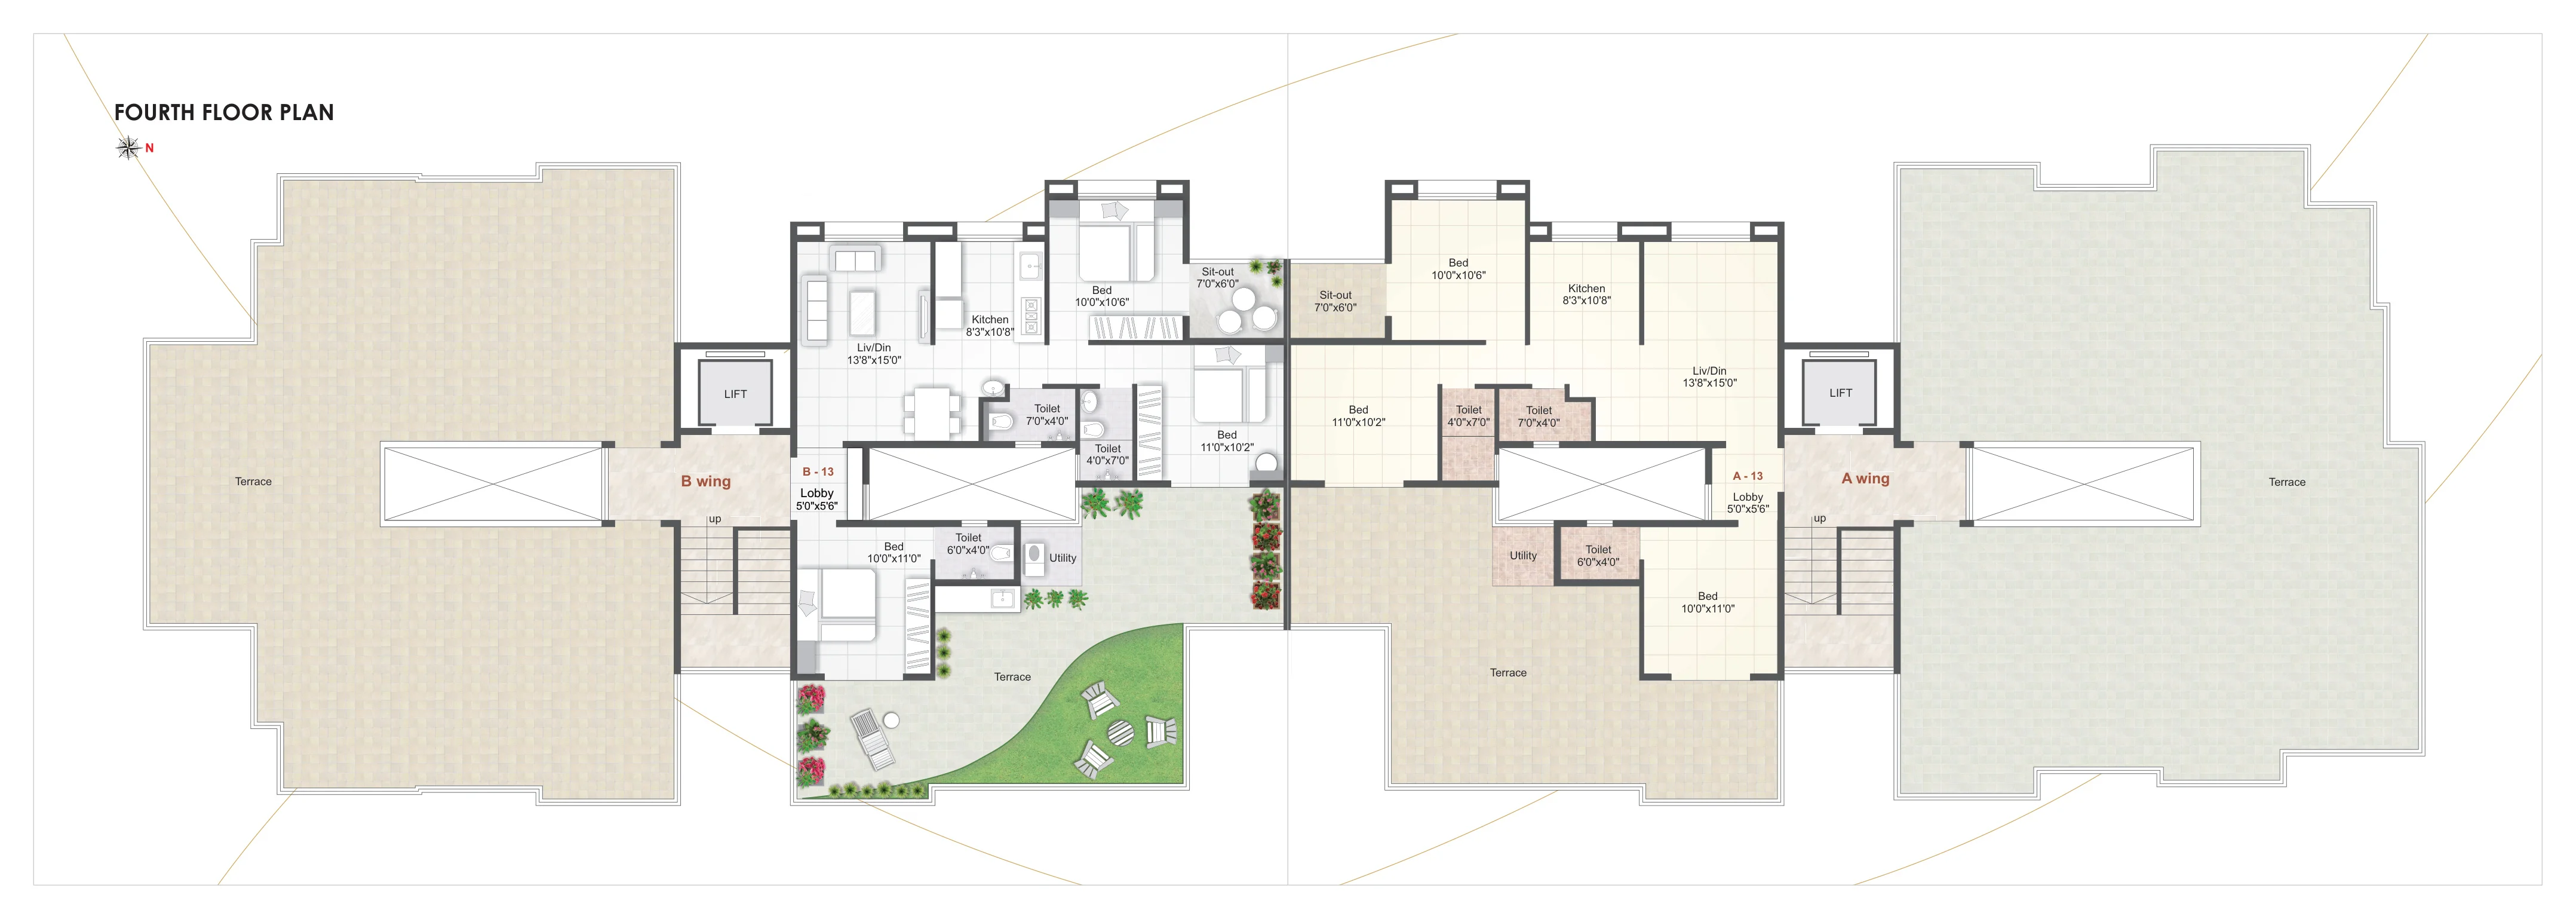 FOURTH FLOOR PLAN
N
Terrace
LIFT
B wing
up
Liv/Din
13'8"x15'0"
Kitchen
8'3"x10'8"
Bed
10'0"x10'6"
Sit-out
7'0"x6'0"
Toilet
7'0"x4'0"
Toilet
4'0"x7'0"
Bed
11'0"x10'2"
B - 13
Lobby
5'0"x5'6"
Bed
10'0"x11'0"
Toilet
6'0"x4'0"
Utility
Terrace
Sit-out
7'0"x6'0"
Bed
10'0"x10'6"
Kitchen
8'3"x10'8"
Liv/Din
13'8"x15'0"
Bed
11'0"x10'2"
Toilet
4'0"x7'0"
Toilet
7'0"x4'0"
A - 13
Lobby
5'0"x5'6"
Utility
Toilet
6'0"x4'0"
Bed
10'0"x11'0"
Terrace
LIFT
A wing
up
Terrace